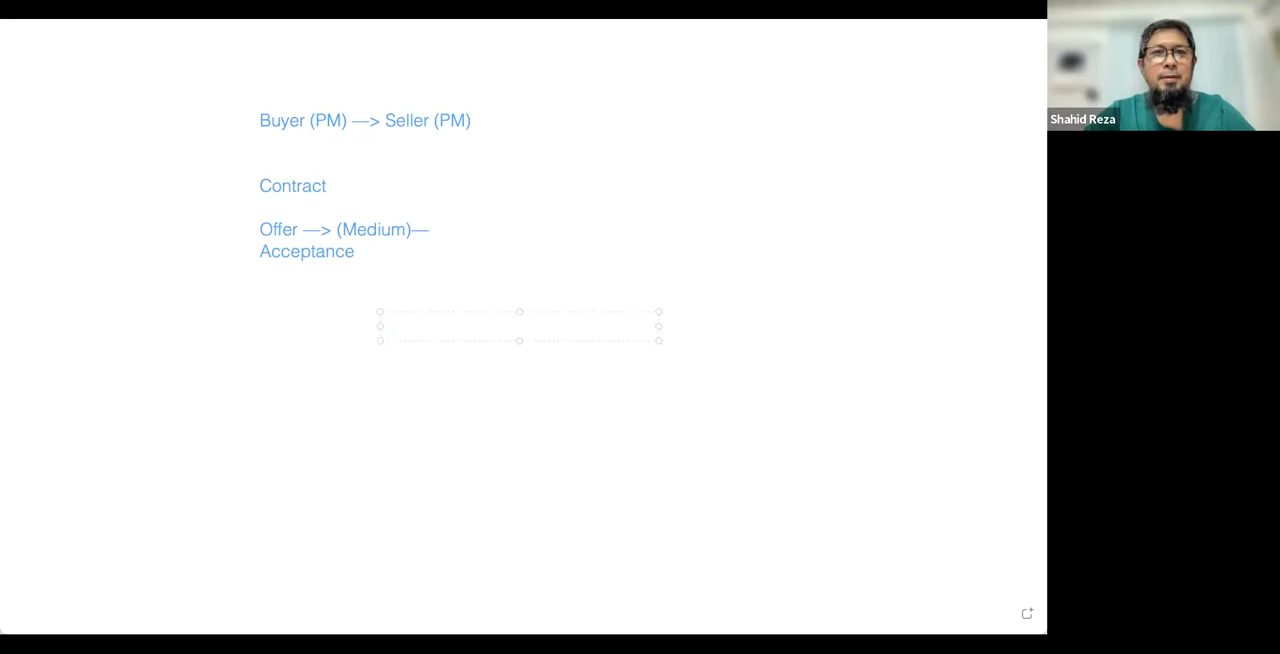 Buyer (PM) —> Seller (PM)
Contract
Offer —> (Medium)—
Acceptance
Shahid Reza